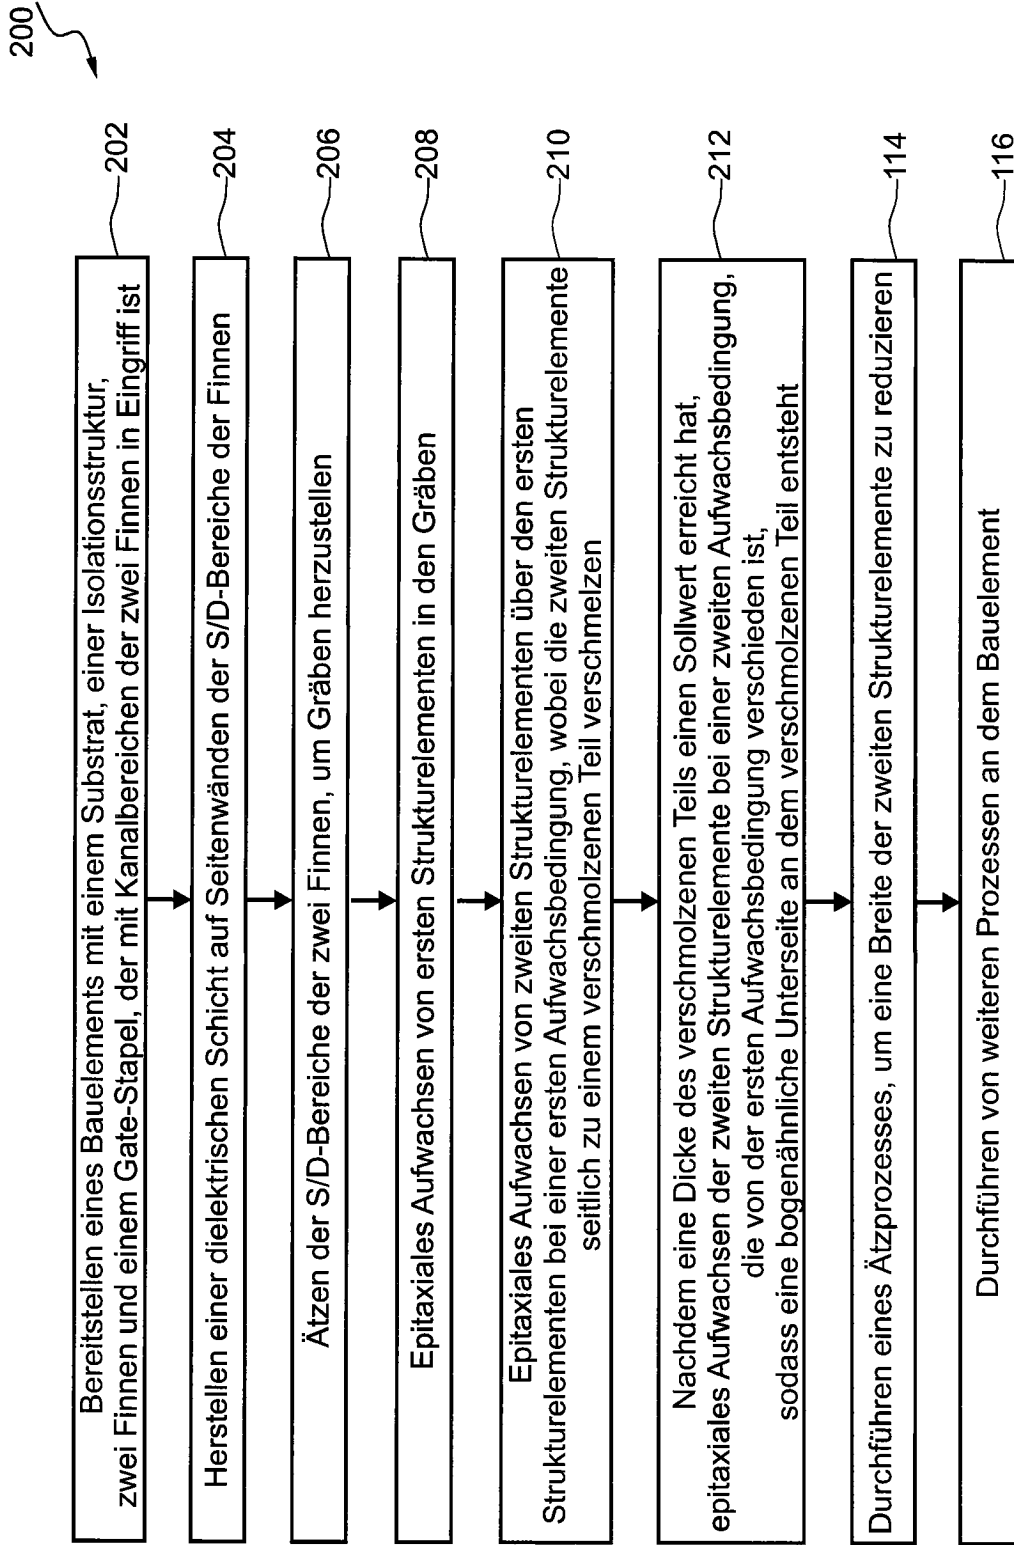 200
Bereitstellen eines Bauelements mit einem Substrat, einer Isolationsstruktur,
zwei Finnen und einem Gate-Stapel, der mit Kanalbereichen der zwei Finnen in Eingriff ist
202
Herstellen einer dielektrischen Schicht auf Seitenwänden der S/D-Bereiche der Finnen
204
Ätzen der S/D-Bereiche der zwei Finnen, um Gräben herzustellen
206
Epitaxiales Aufwachsen von ersten Strukturelementen in den Gräben
208
Epitaxiales Aufwachsen von zweiten Strukturelementen über den ersten
Strukturelementen bei einer ersten Aufwachsbedingung, wobei die zweiten Strukturelemente
seitlich zu einem verschmolzenen Teil verschmelzen
210
Nachdem eine Dicke des verschmolzenen Teils einen Sollwert erreicht hat,
epitaxiales Aufwachsen der zweiten Strukturelemente bei einer zweiten Aufwachsbedingung,
die von der ersten Aufwachsbedingung verschieden ist,
sodass eine bogenähnliche Unterseite an dem verschmolzenen Teil entsteht
212
Durchführen eines Ätzprozesses, um eine Breite der zweiten Strukturelemente zu reduzieren
114
Durchführen von weiteren Prozessen an dem Bauelement
116